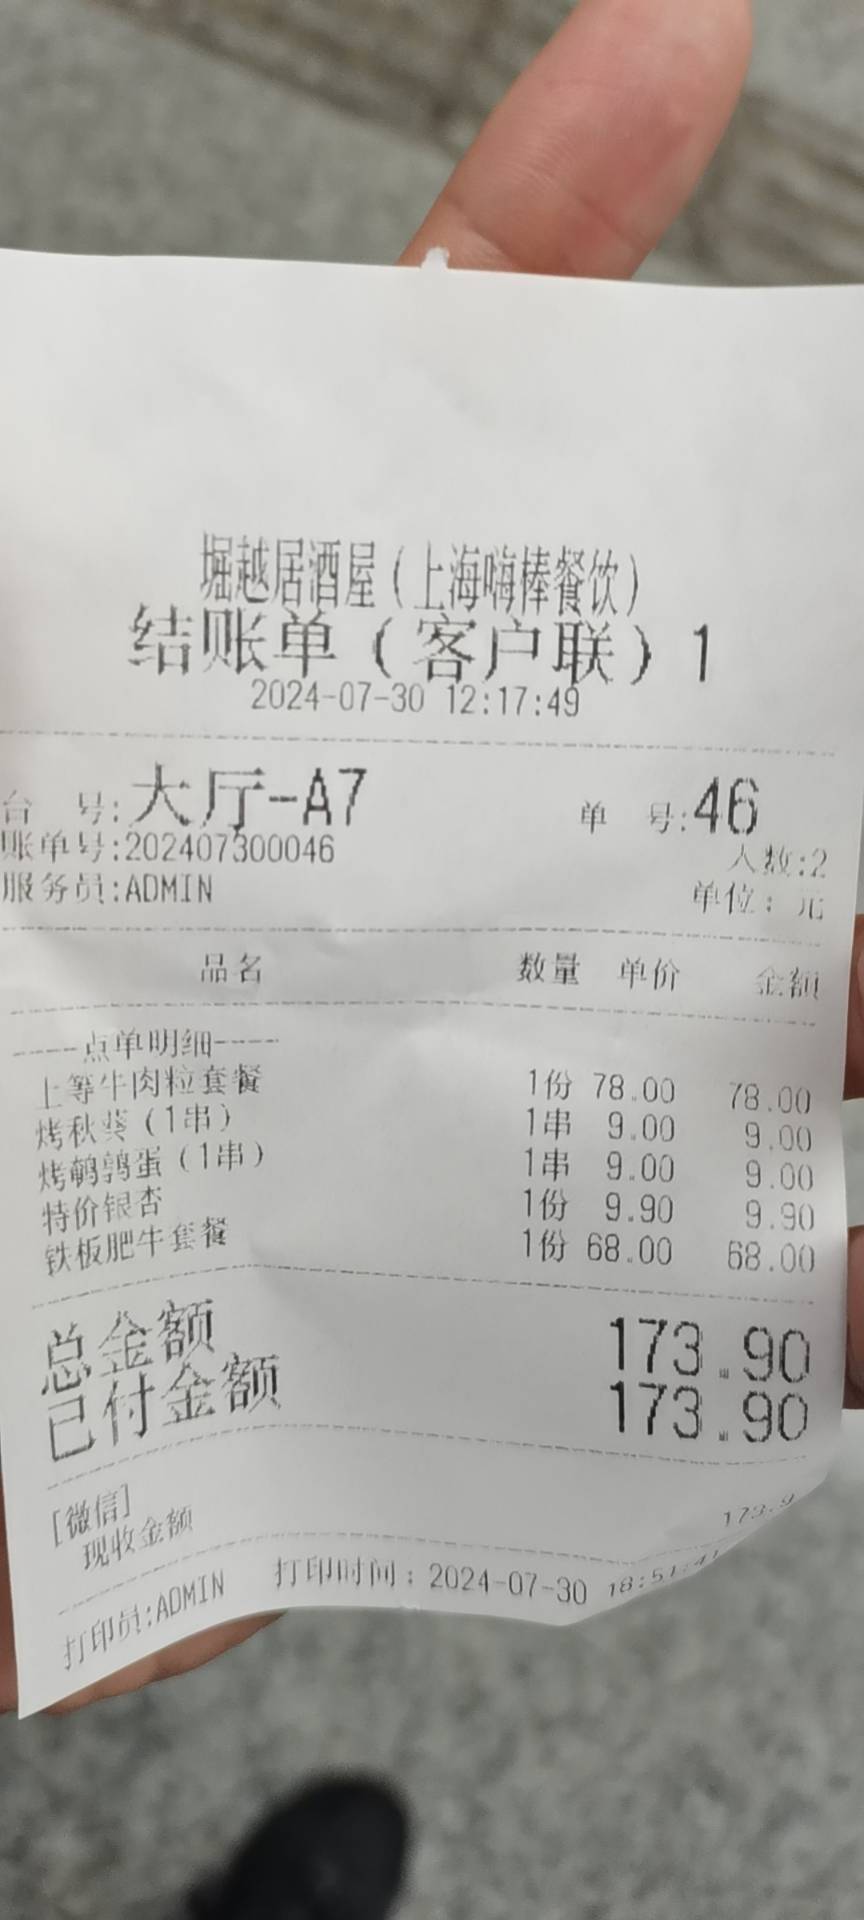 堀越居酒屋(上海嗨棒餐饮)
结账单(客户联)1
2024-07-30 12:17:49
台 号:大厅-A7 单 号:46
账单号:202407300046 人数:2
服务员:ADMIN 单位: 元
品名 数量 单价 金额
----点单明细----
上等牛肉粒套餐 1份 78.00 78.00
烤秋葵(1串) 1串 9.00 9.00
烤鹌鹑蛋(1串) 1串 9.00 9.00
特价银杏 1份 9.90 9.90
铁板肥牛套餐 1份 68.00 68.00
总金额 173.90
已付金额 173.90
[微信] 173.9
现收金额
打印员:ADMIN 打印时间:2024-07-30 18:51:41